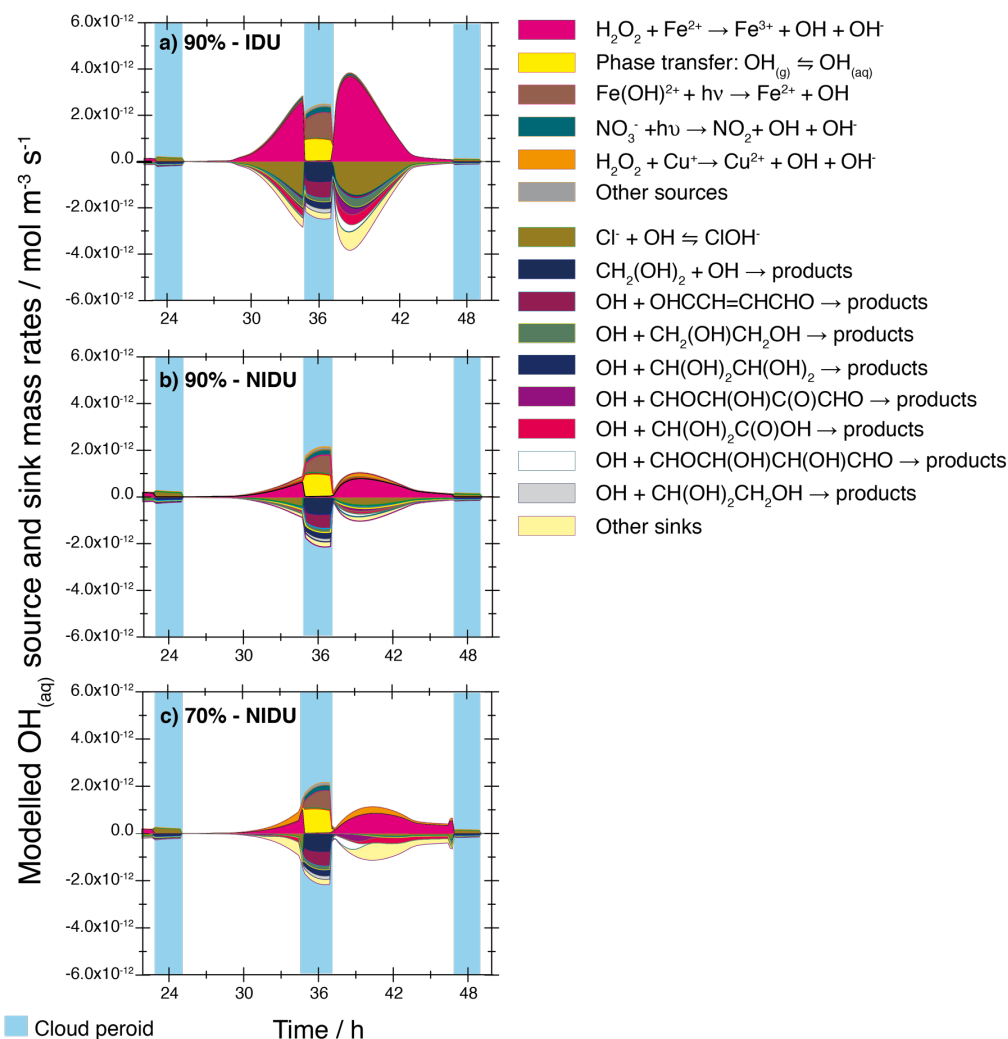 Modelled OH(aq) source and sink mass rates / mol m⁻³ s⁻¹
a) 90% - IDU
6.0x10⁻¹²
4.0x10⁻¹²
2.0x10⁻¹²
0.0
-2.0x10⁻¹²
-4.0x10⁻¹²
-6.0x10⁻¹²
24 30 36 42 48
b) 90% - NIDU
6.0x10⁻¹²
4.0x10⁻¹²
2.0x10⁻¹²
0.0
-2.0x10⁻¹²
-4.0x10⁻¹²
-6.0x10⁻¹²
24 30 36 42 48
c) 70% - NIDU
6.0x10⁻¹²
4.0x10⁻¹²
2.0x10⁻¹²
0.0
-2.0x10⁻¹²
-4.0x10⁻¹²
-6.0x10⁻¹²
24 30 36 42 48
Time / h
Cloud peroid
H₂O₂ + Fe²⁺ → Fe³⁺ + OH + OH⁻
Phase transfer: OH(g) ⇋ OH(aq)
Fe(OH)²⁺ + hν → Fe²⁺ + OH
NO₃⁻ +hυ → NO₂+ OH + OH⁻
H₂O₂ + Cu⁺→ Cu²⁺ + OH + OH⁻
Other sources
Cl⁻ + OH ⇋ ClOH⁻
CH₂(OH)₂ + OH → products
OH + OHCCH=CHCHO → products
OH + CH₂(OH)CH₂OH → products
OH + CH(OH)₂CH(OH)₂ → products
OH + CHOCH(OH)C(O)CHO → products
OH + CH(OH)₂C(O)OH → products
OH + CHOCH(OH)CH(OH)CHO → products
OH + CH(OH)₂CH₂OH → products
Other sinks